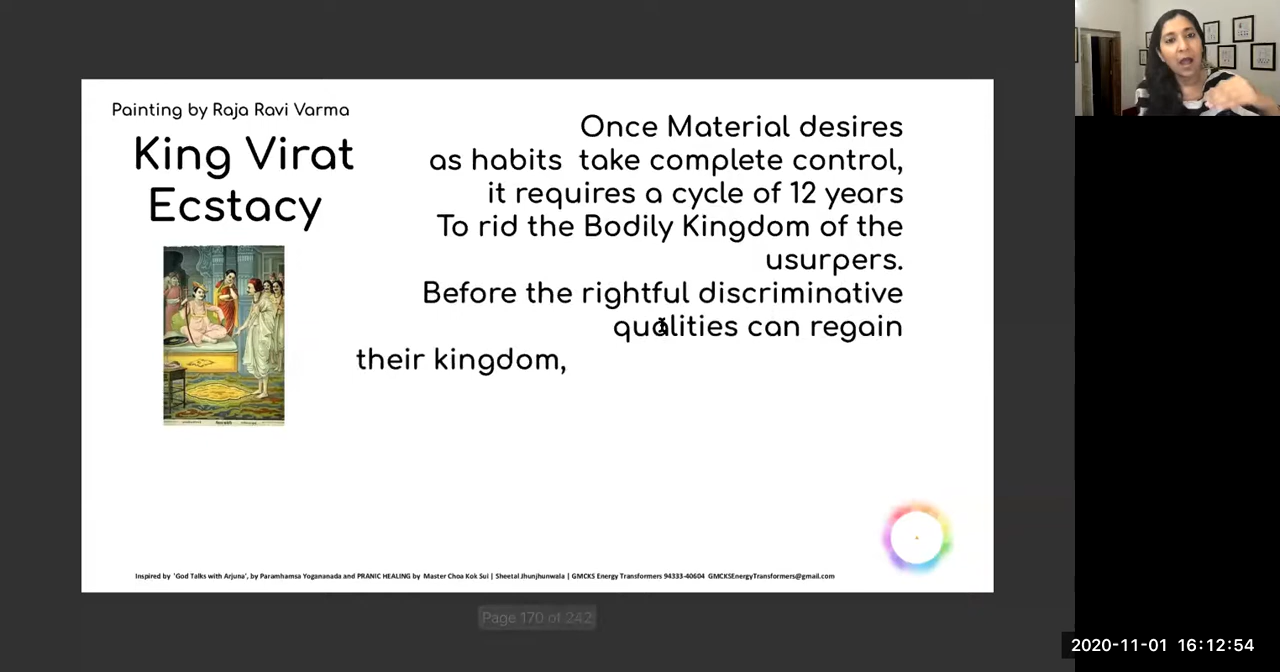 Painting by Raja Ravi Varma
King Virat
Ecstacy
Once Material desires
as habits take complete control,
it requires a cycle of 12 years
To rid the Bodily Kingdom of the
usurpers.
Before the rightful discriminative
qualities can regain
their kingdom,
Inspired by 'God Talks with Arjuna', by Paramhamsa Yogananada and PRANIC HEALING by Master Choa Kok Sui | Sheetal Jhunjhunwala | GMCKS Energy Transformers 94333-40604 GMCKSEnergyTransformers@gmail.com
Page 170 of 242
2020-11-01 16:12:54